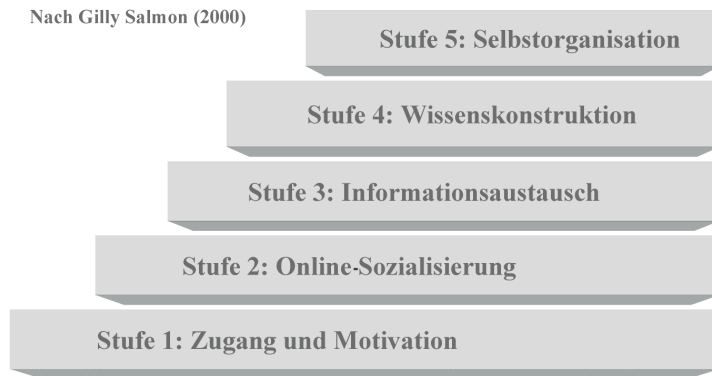 Nach Gilly Salmon (2000)
Stufe 5: Selbstorganisation
Stufe 4: Wissenskonstruktion
Stufe 3: Informationsaustausch
Stufe 2: Online-Sozialisierung
Stufe 1: Zugang und Motivation